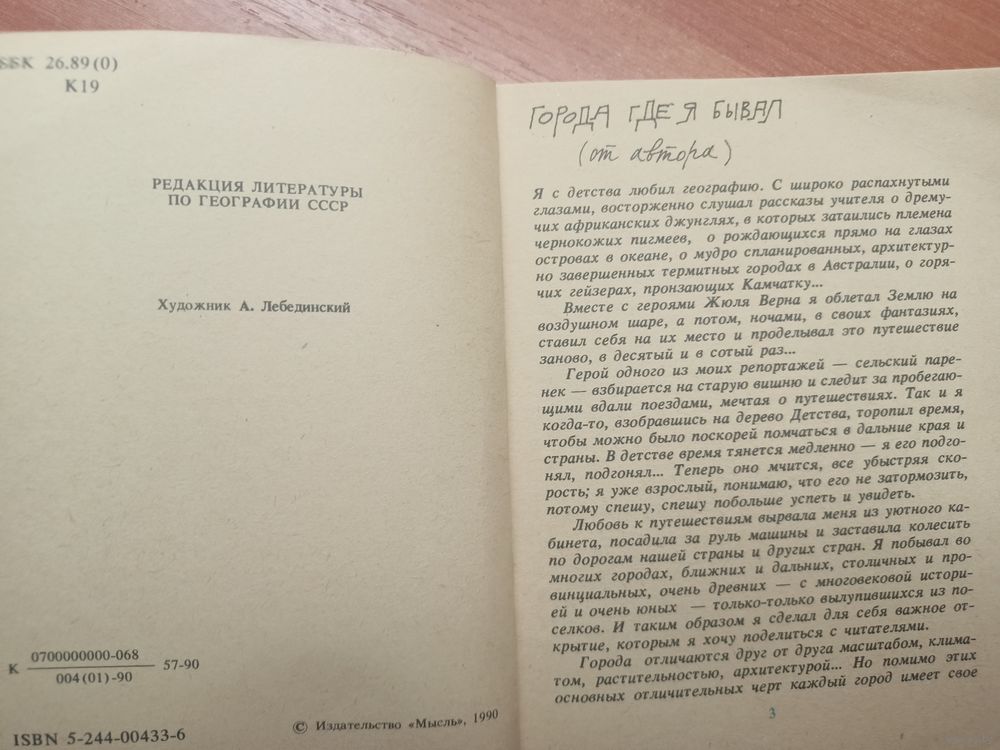 ББК 26.89(0)
К19
РЕДАКЦИЯ ЛИТЕРАТУРЫ
ПО ГЕОГРАФИИ СССР
Художник А. Лебединский
К 0700000000-068
004(01)-90
57-90
ISBN 5-244-00433-6
© Издательство «Мысль», 1990
ГОРОДА ГДЕ Я БЫВАЛ
(от автора)
Я с детства любил географию. С широко распахнутыми
глазами, восторженно слушал рассказы учителя о дрему-
чих африканских джунглях, в которых затаились племена
чернокожих пигмеев, о рождающихся прямо на глазах
островах в океане, о мудро спланированных, архитектур-
но завершенных термитных городах в Австралии, о горя-
чих гейзерах, пронзающих Камчатку...
Вместе с героями Жюля Верна я облетал Землю на
воздушном шаре, а потом, ночами, в своих фантазиях,
ставил себя на их место и проделывал это путешествие
заново, в десятый и в сотый раз...
Герой одного из моих репортажей — сельский паре-
нек — взбирается на старую вишню и следит за пробегаю-
щими вдали поездами, мечтая о путешествиях. Так и я
когда-то, взобравшись на дерево Детства, торопил время,
чтобы можно было поскорей помчаться в дальние края и
страны. В детстве время тянется медленно — я его подго-
нял, подгонял... Теперь оно мчится, все убыстряя ско-
рость; я уже взрослый, понимаю, что его не затормозить,
потому спешу, спешу побольше успеть и увидеть.
Любовь к путешествиям вырвала меня из уютного ка-
бинета, посадила за руль машины и заставила колесить
по дорогам нашей страны и других стран. Я побывал во
многих городах, ближних и дальних, столичных и про-
винциальных, очень древних — с многовековой истори-
ей и очень юных — только-только вылупившихся из по-
селков. И таким образом я сделал для себя важное от-
крытие, которым я хочу поделиться с читателями.
Города отличаются друг от друга масштабом, клима-
том, растительностью, архитектурой... Но помимо этих
основных отличительных черт каждый город имеет свое
3